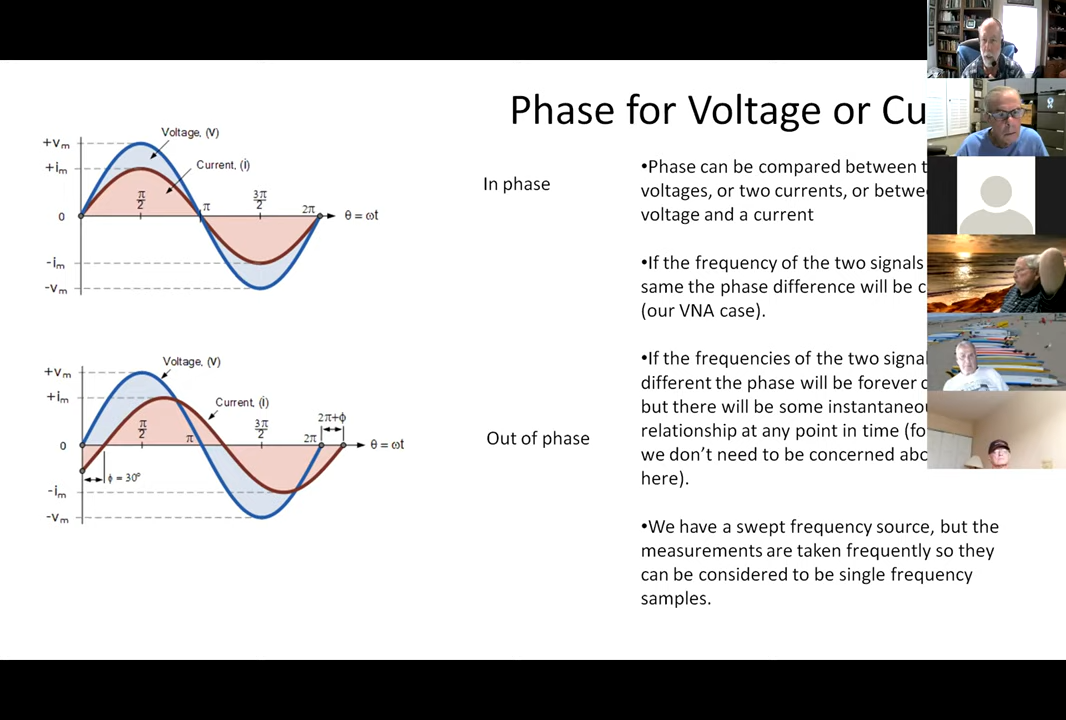 Phase for Voltage or Cu
Voltage, (V)
+Vm
Current, (i)
+im
π/2
π
3π/2
2π
0
θ = ωt
-im
-Vm
In phase
•Phase can be compared between t
voltages, or two currents, or betwe
voltage and a current
•If the frequency of the two signals
same the phase difference will be c
(our VNA case).
Voltage, (V)
+Vm
+im
Current, (i)
π/2
π
3π/2
2π
2π+ϕ
0
θ = ωt
ϕ = 30°
-im
-Vm
Out of phase
•If the frequencies of the two signa
different the phase will be forever
but there will be some instantaneo
relationship at any point in time (fo
we don't need to be concerned abo
here).
•We have a swept frequency source, but the
measurements are taken frequently so they
can be considered to be single frequency
samples.